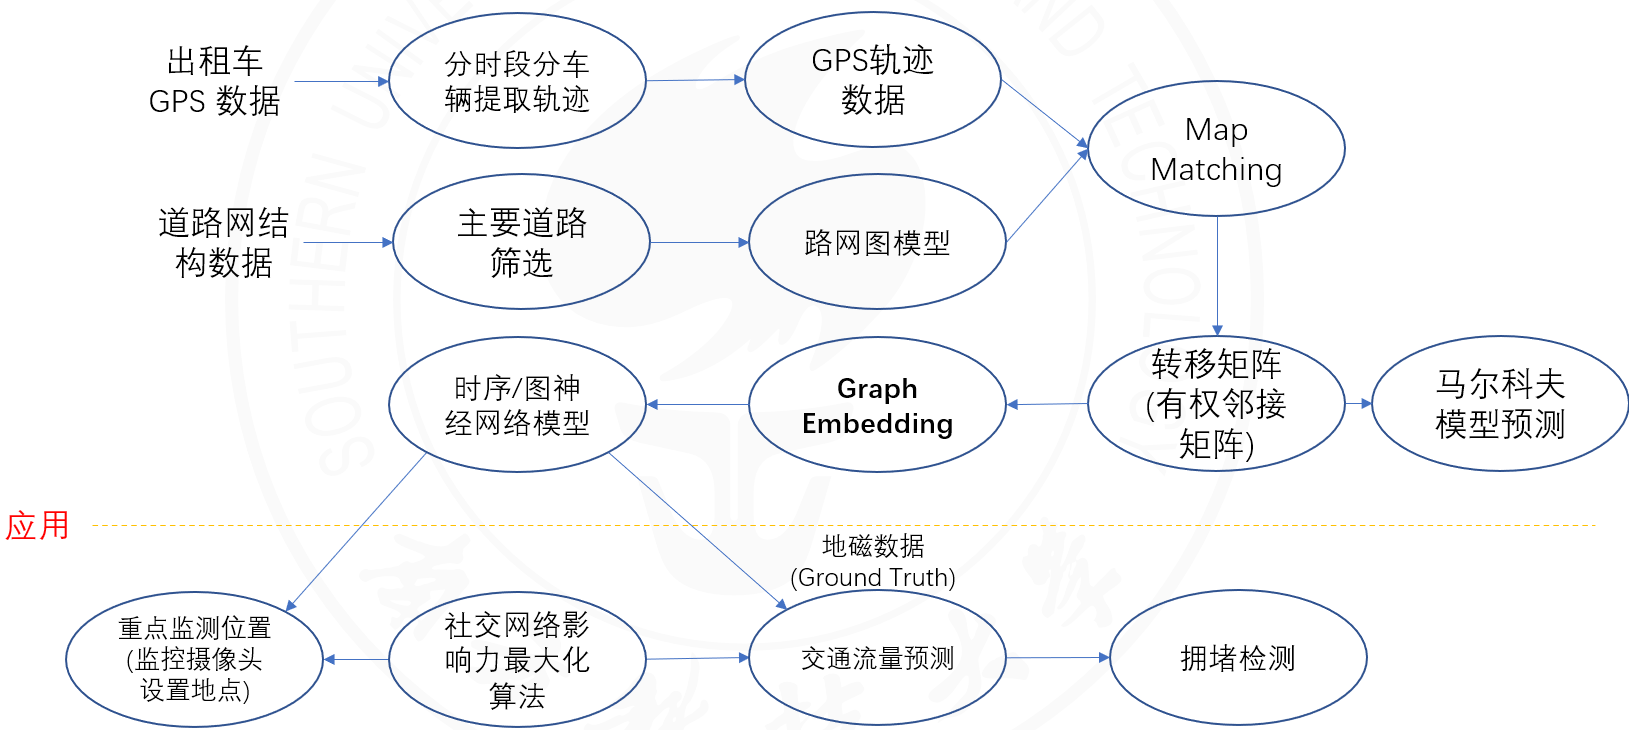 出租车
GPS 数据
分时段分车
辆提取轨迹
GPS轨迹
数据
Map
Matching
道路网结
构数据
主要道路
筛选
路网图模型
时序/图神
经网络模型
Graph
Embedding
转移矩阵
(有权邻接
矩阵)
马尔科夫
模型预测
应用
地磁数据
(Ground Truth)
重点监测位置
(监控摄像头
设置地点)
社交网络影
响力最大化
算法
交通流量预测
拥堵检测